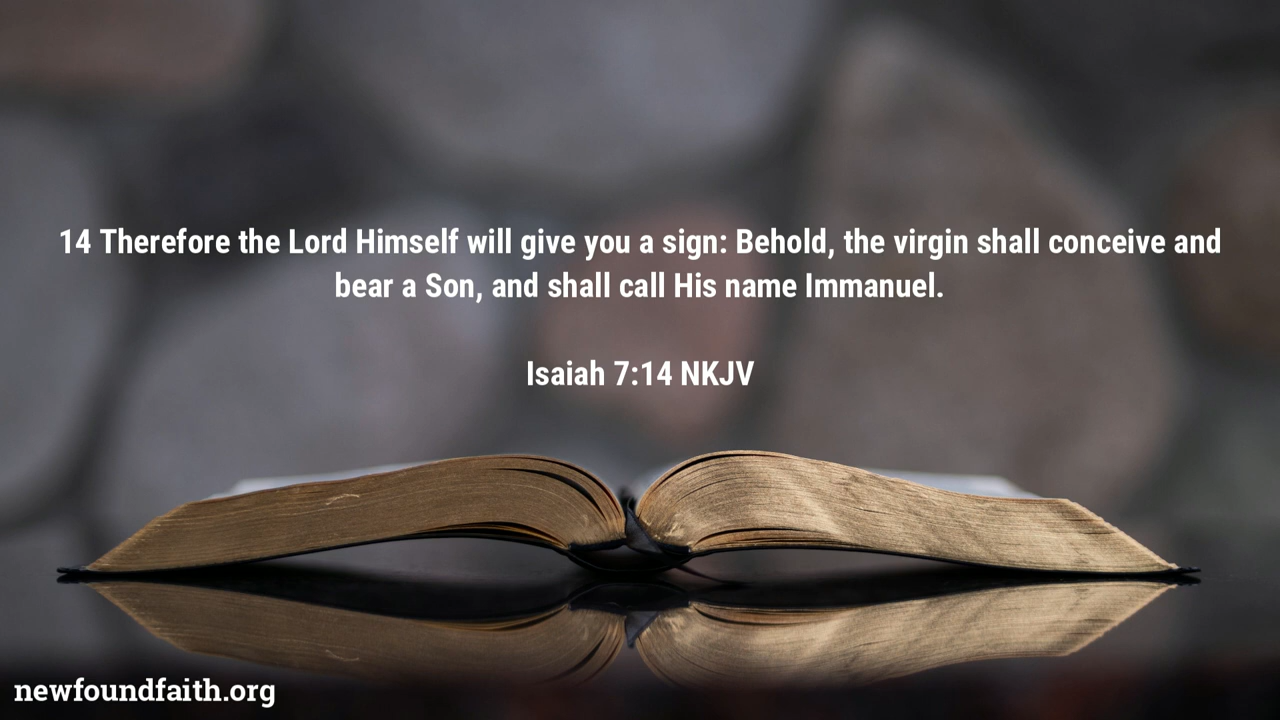 14 Therefore the Lord Himself will give you a sign: Behold, the virgin shall conceive and
bear a Son, and shall call His name Immanuel.
Isaiah 7:14 NKJV
newfoundfaith.org